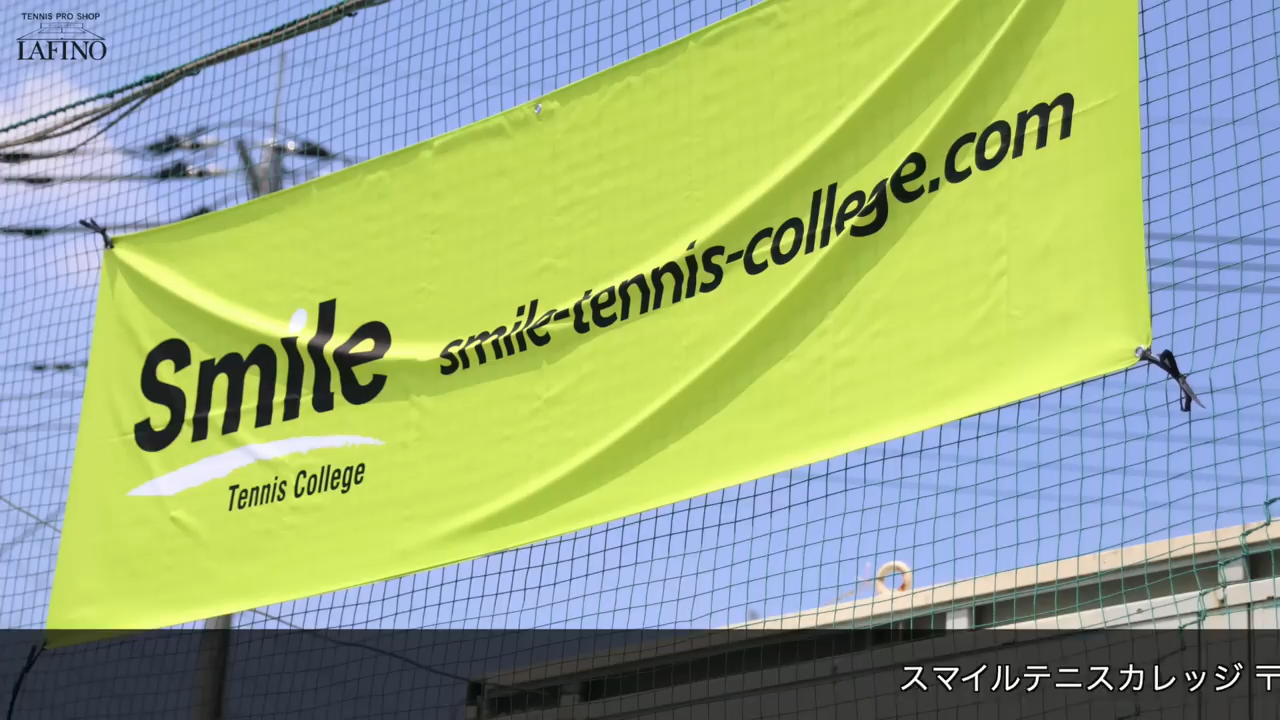 TENNIS PRO SHOP
LAFINO
smile-tennis-college.com
Smile
Tennis College
スマイルテニスカレッジ 〒